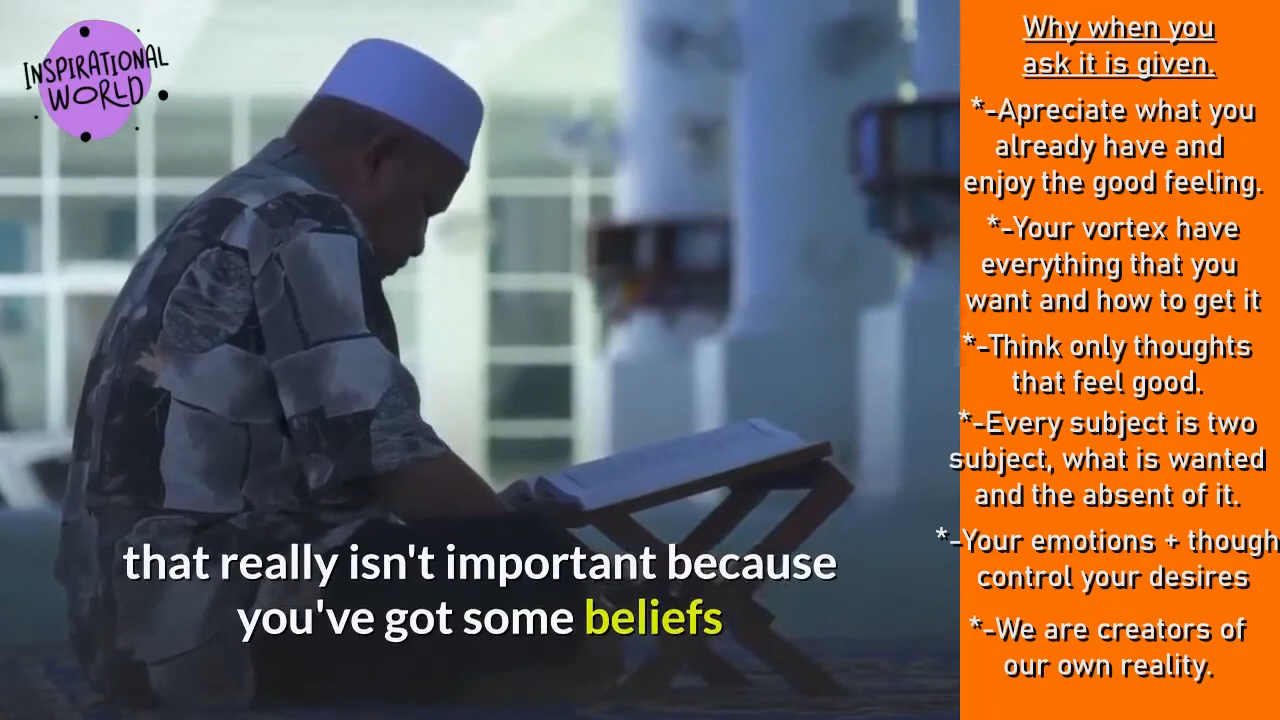 INSPIRATIONAL
WORLD
that really isn't important because
you've got some beliefs
Why when you
ask it is given.
*-Apreciate what you
already have and
enjoy the good feeling.
*-Your vortex have
everything that you
want and how to get it
*-Think only thoughts
that feel good.
*-Every subject is two
subject, what is wanted
and the absent of it.
*-Your emotions + though
control your desires
*-We are creators of
our own reality.